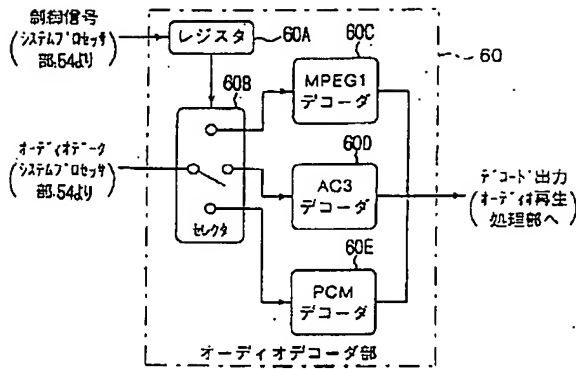 制御信号
(システムプロセッサ
部.54より)
レジスタ
60A
60B
60C
MPEG1
デコーダ
60
オーディオデータ
(システムプロセッサ
部.54より)
セレクタ
60D
AC3
デコーダ
デコード出力
(オーディオ再生
処理部へ)
60E
PCM
デコーダ
オーディオデコーダ部